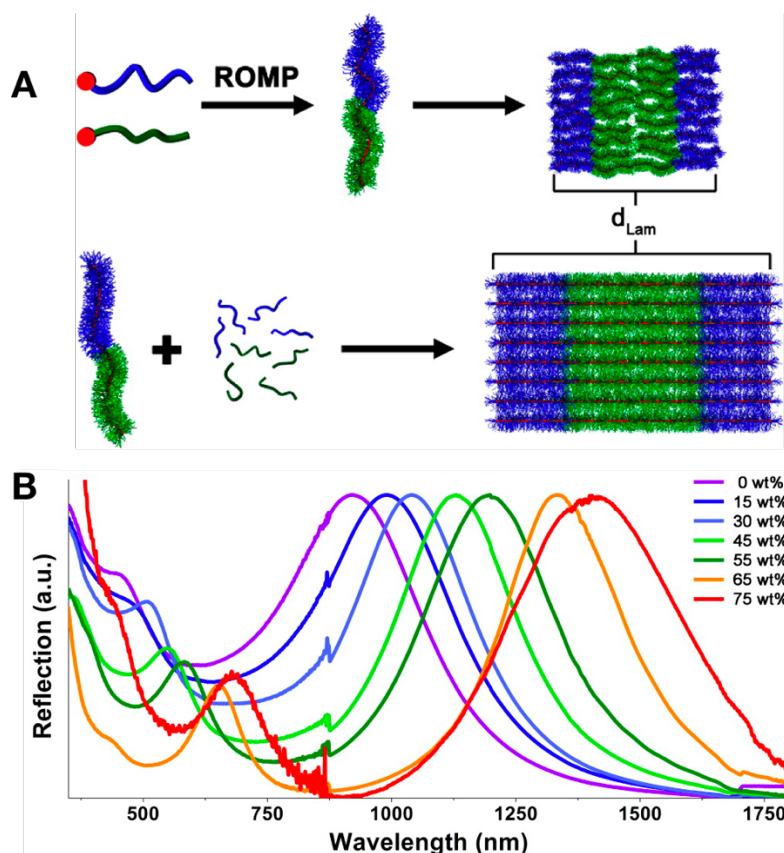 A
ROMP
d_Lam
+
B
0 wt%
15 wt%
30 wt%
45 wt%
55 wt%
65 wt%
75 wt%
Reflection (a.u.)
500 750 1000 1250 1500 1750
Wavelength (nm)